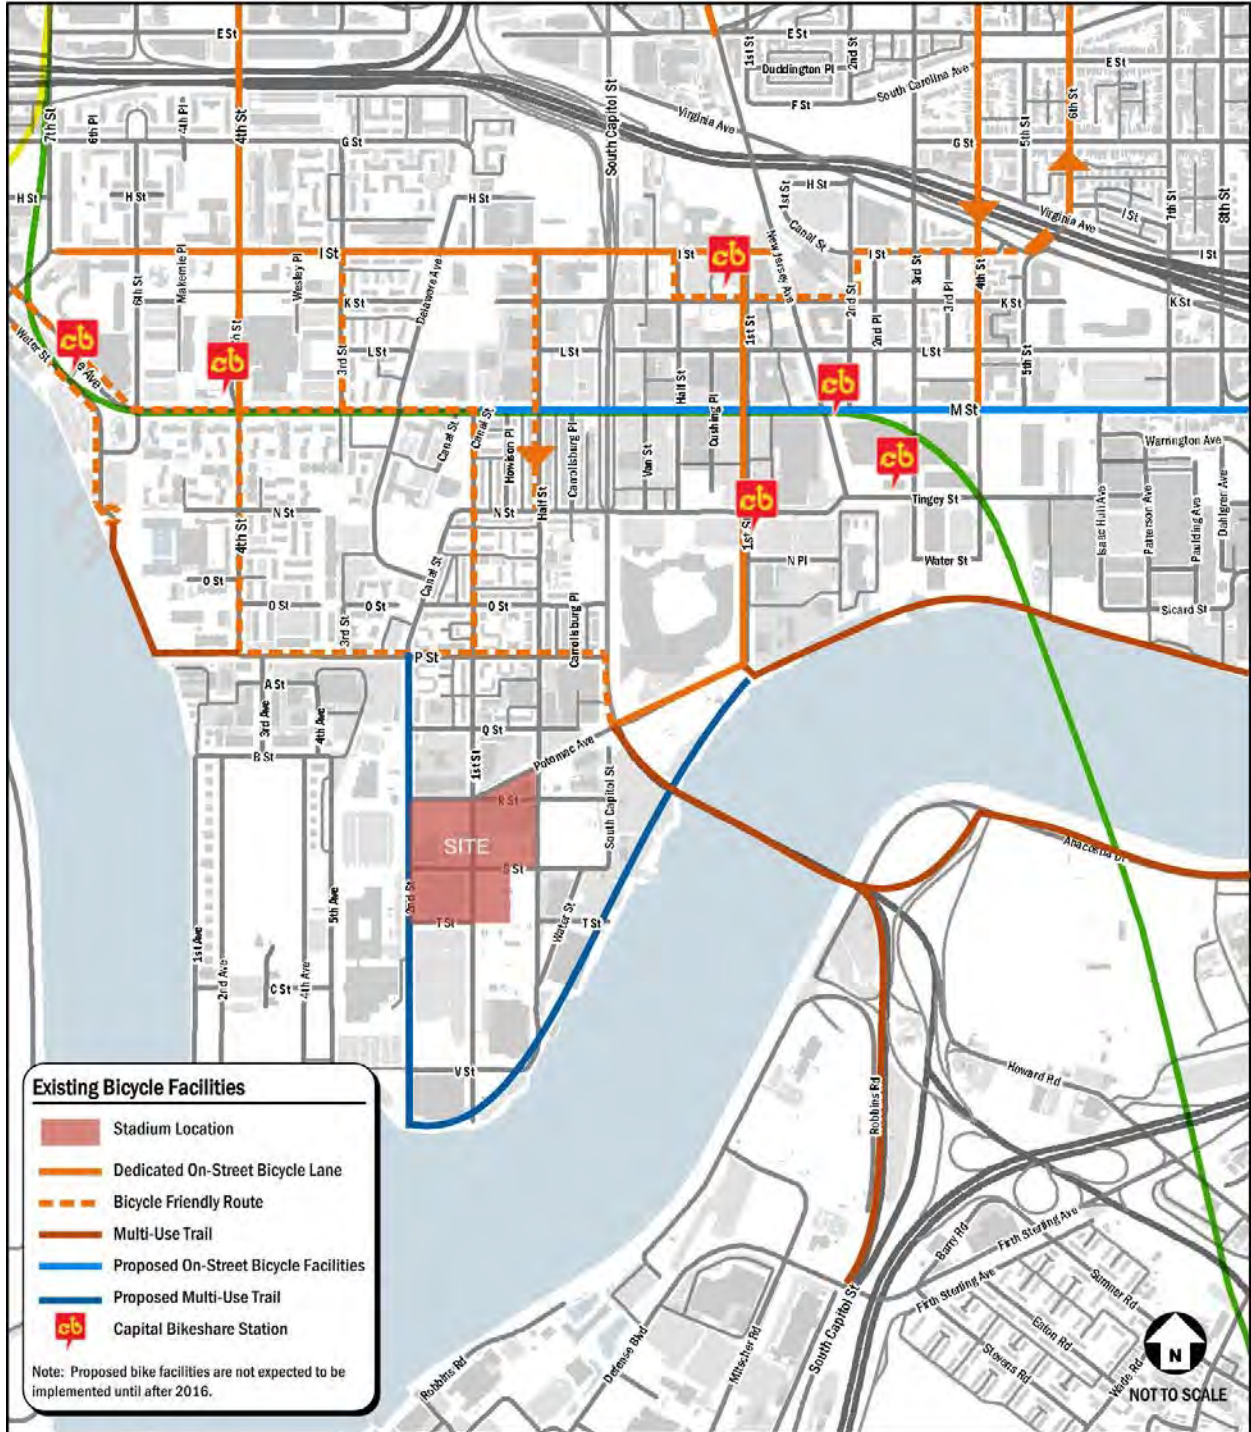 E St
E St
1st St
2nd St
Duddington Pl
South Carolina Ave
E St
F St
7th St
6th Pl
4th Pl
4th St
South Capitol St
Virginia Ave
5th St
6th St
G St
G St
H St
H St
H St
1st St
H St
Canal St
New Jersey Ave
Virginia Ave
I St
7th St
8th St
I St
I St
I St
I St
Delaware Ave
6th St
Makemie Pl
Wesley Pl
K St
2nd St
3rd St
3rd Pl
4th St
K St
K St
cb
cb
cb
Water St
e Ave
h St
3rd St
L St
L St
Half St
1st St
2nd Pl
L St
5th St
cb
M St
Canal St
Canal St
Howison Pl
Carrollsburg Pl
Van St
Cushing Pl
cb
Warrington Ave
cb
Tingey St
Isaac Hull Ave
Patterson Ave
Paulding Ave
Dahlgren Ave
4th St
N St
N St
Half St
1st St
N Pl
Water St
O St
Canal St
O St
3rd St
O St
O St
Carrollsburg Pl
Sicard St
P St
A St
3rd Ave
4th Ave
Q St
B St
1st St
Potomac Ave
South Capitol St
R St
SITE
S St
Anacostia Dr
2nd St
5th Ave
T St
Water St
T St
1st Ave
2nd Ave
C St
4th Ave
V St
Howard Rd
Robbins Rd
Barry Rd
Firth Sterling Ave
Firth Sterling Ave
Sumner Rd
Eaton Rd
Stevens Rd
Wade Rd
South Capitol St
Mitscher Rd
Defense Blvd
Robbins Rd
N
NOT TO SCALE
Existing Bicycle Facilities
Stadium Location
Dedicated On-Street Bicycle Lane
Bicycle Friendly Route
Multi-Use Trail
Proposed On-Street Bicycle Facilities
Proposed Multi-Use Trail
cb Capital Bikeshare Station
Note: Proposed bike facilities are not expected to be
implemented until after 2016.